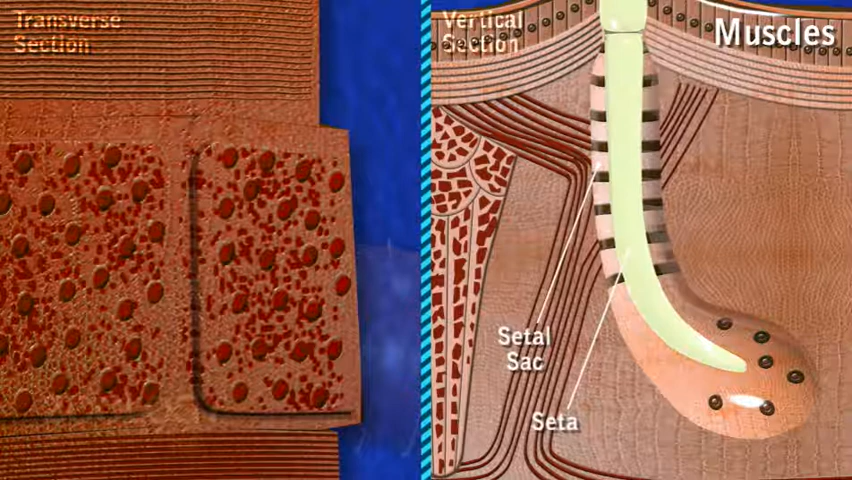 Transverse
Section
Vertical
Section
Muscles
Setal
Sac
Seta